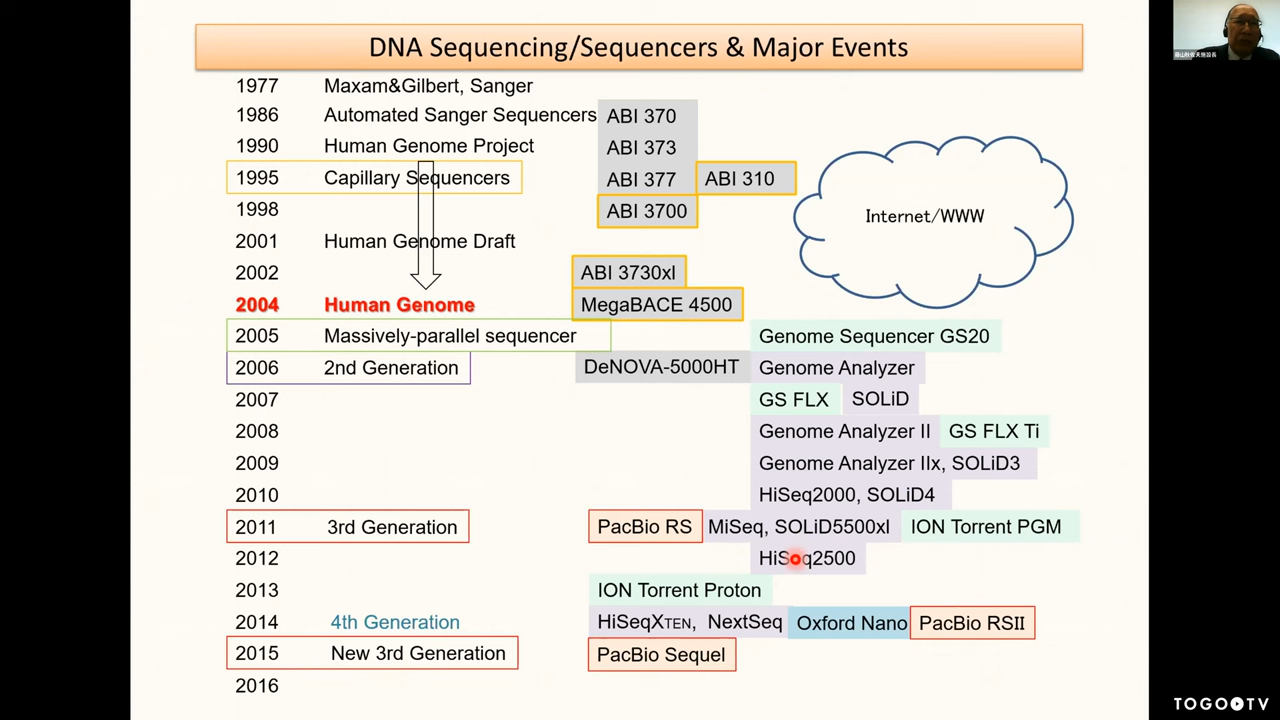 DNA Sequencing/Sequencers & Major Events
1977 Maxam&Gilbert, Sanger
1986 Automated Sanger Sequencers ABI 370
1990 Human Genome Project ABI 373
1995 Capillary Sequencers ABI 377 ABI 310
1998 ABI 3700
Internet/WWW
2001 Human Genome Draft
2002 ABI 3730xl
2004 Human Genome MegaBACE 4500
2005 Massively-parallel sequencer Genome Sequencer GS20
2006 2nd Generation DeNOVA-5000HT Genome Analyzer
2007 GS FLX SOLiD
2008 Genome Analyzer II GS FLX Ti
2009 Genome Analyzer IIx, SOLiD3
2010 HiSeq2000, SOLiD4
2011 3rd Generation PacBio RS MiSeq, SOLiD5500xl ION Torrent PGM
2012 HiSeq2500
2013 ION Torrent Proton
2014 4th Generation HiSeqXTEN, NextSeq Oxford Nano PacBio RSII
2015 New 3rd Generation PacBio Sequel
2016
TOGO TV